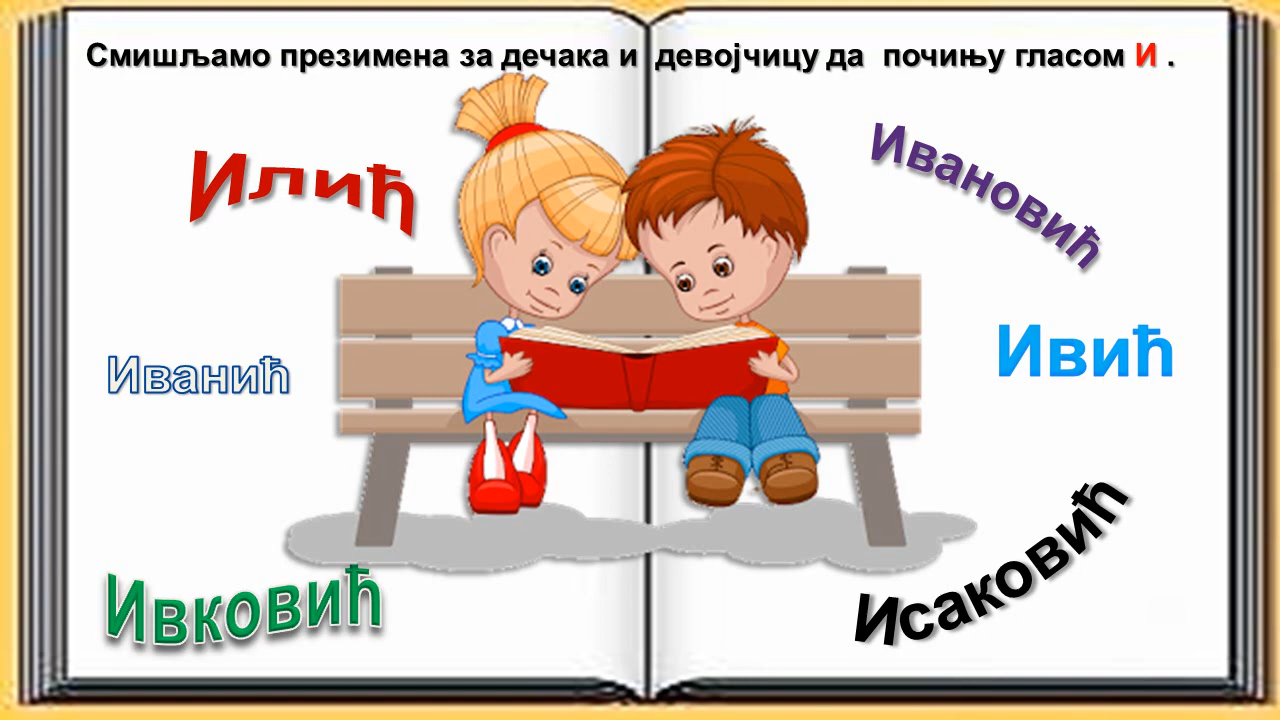 Смишљамо презимена за дечака и девојчицу да почињу гласом И .
Илић
Ивановић
Иванић
Ивић
Ивковић
Исаковић